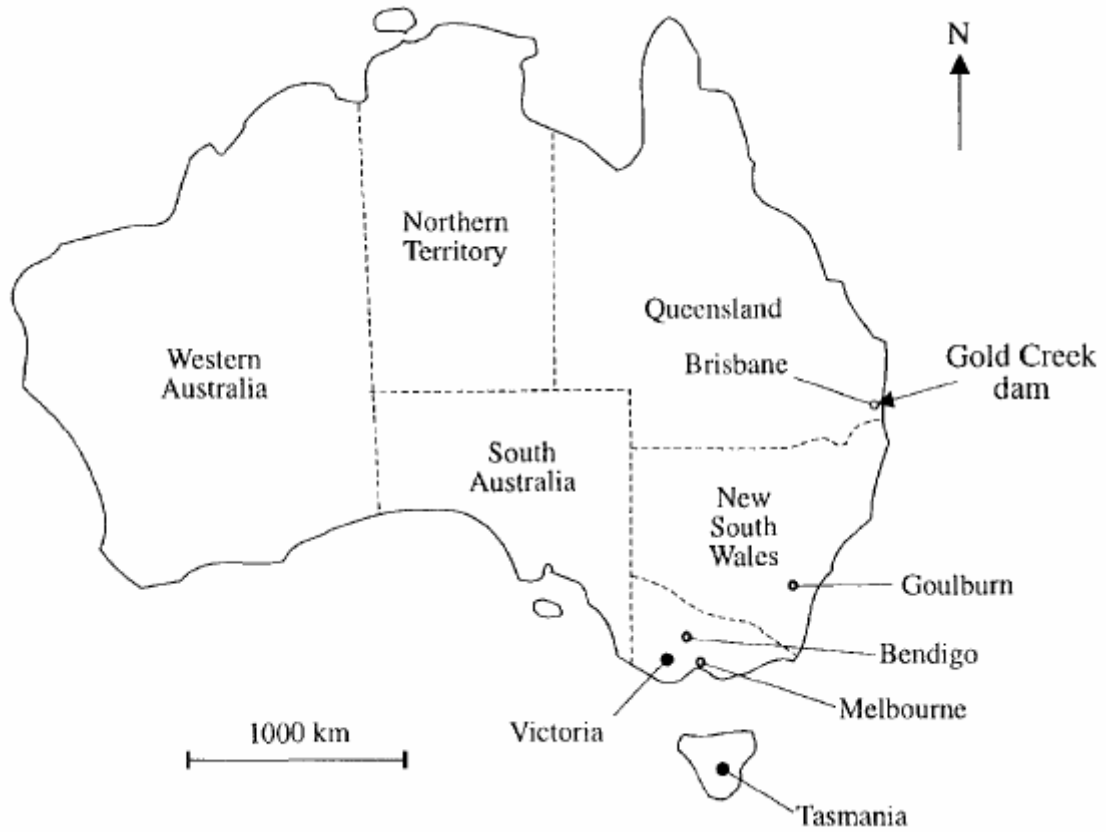 N
Northern
Territory
Queensland
Western
Australia
Brisbane
Gold Creek
dam
South
Australia
New
South
Wales
Goulburn
Bendigo
Melbourne
Victoria
1000 km
Tasmania